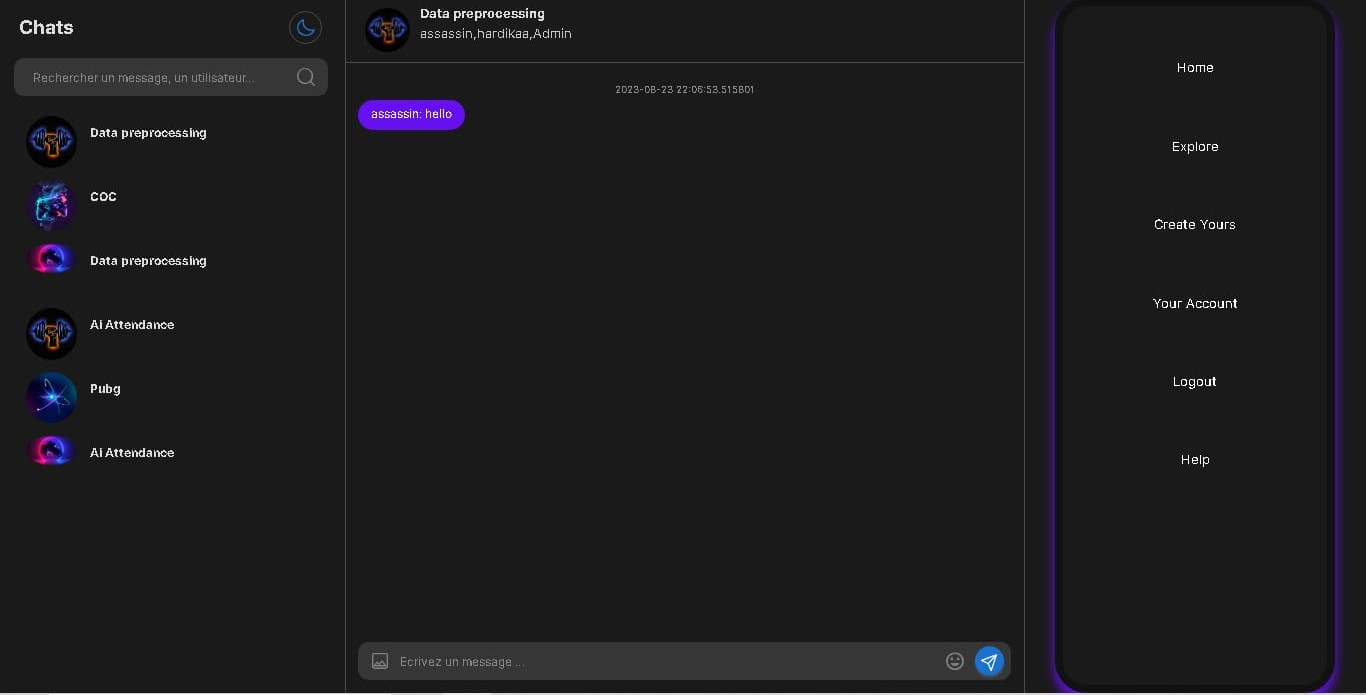 Chats
Rechercher un message, un utilisateur...
Data preprocessing
COC
Data preprocessing
Ai Attendance
Pubg
Ai Attendance
Data preprocessing
assassin,hardikaa,Admin
2023-08-23 22:06:53.515801
assassin: hello
Ecrivez un message ...
Home
Explore
Create Yours
Your Account
Logout
Help